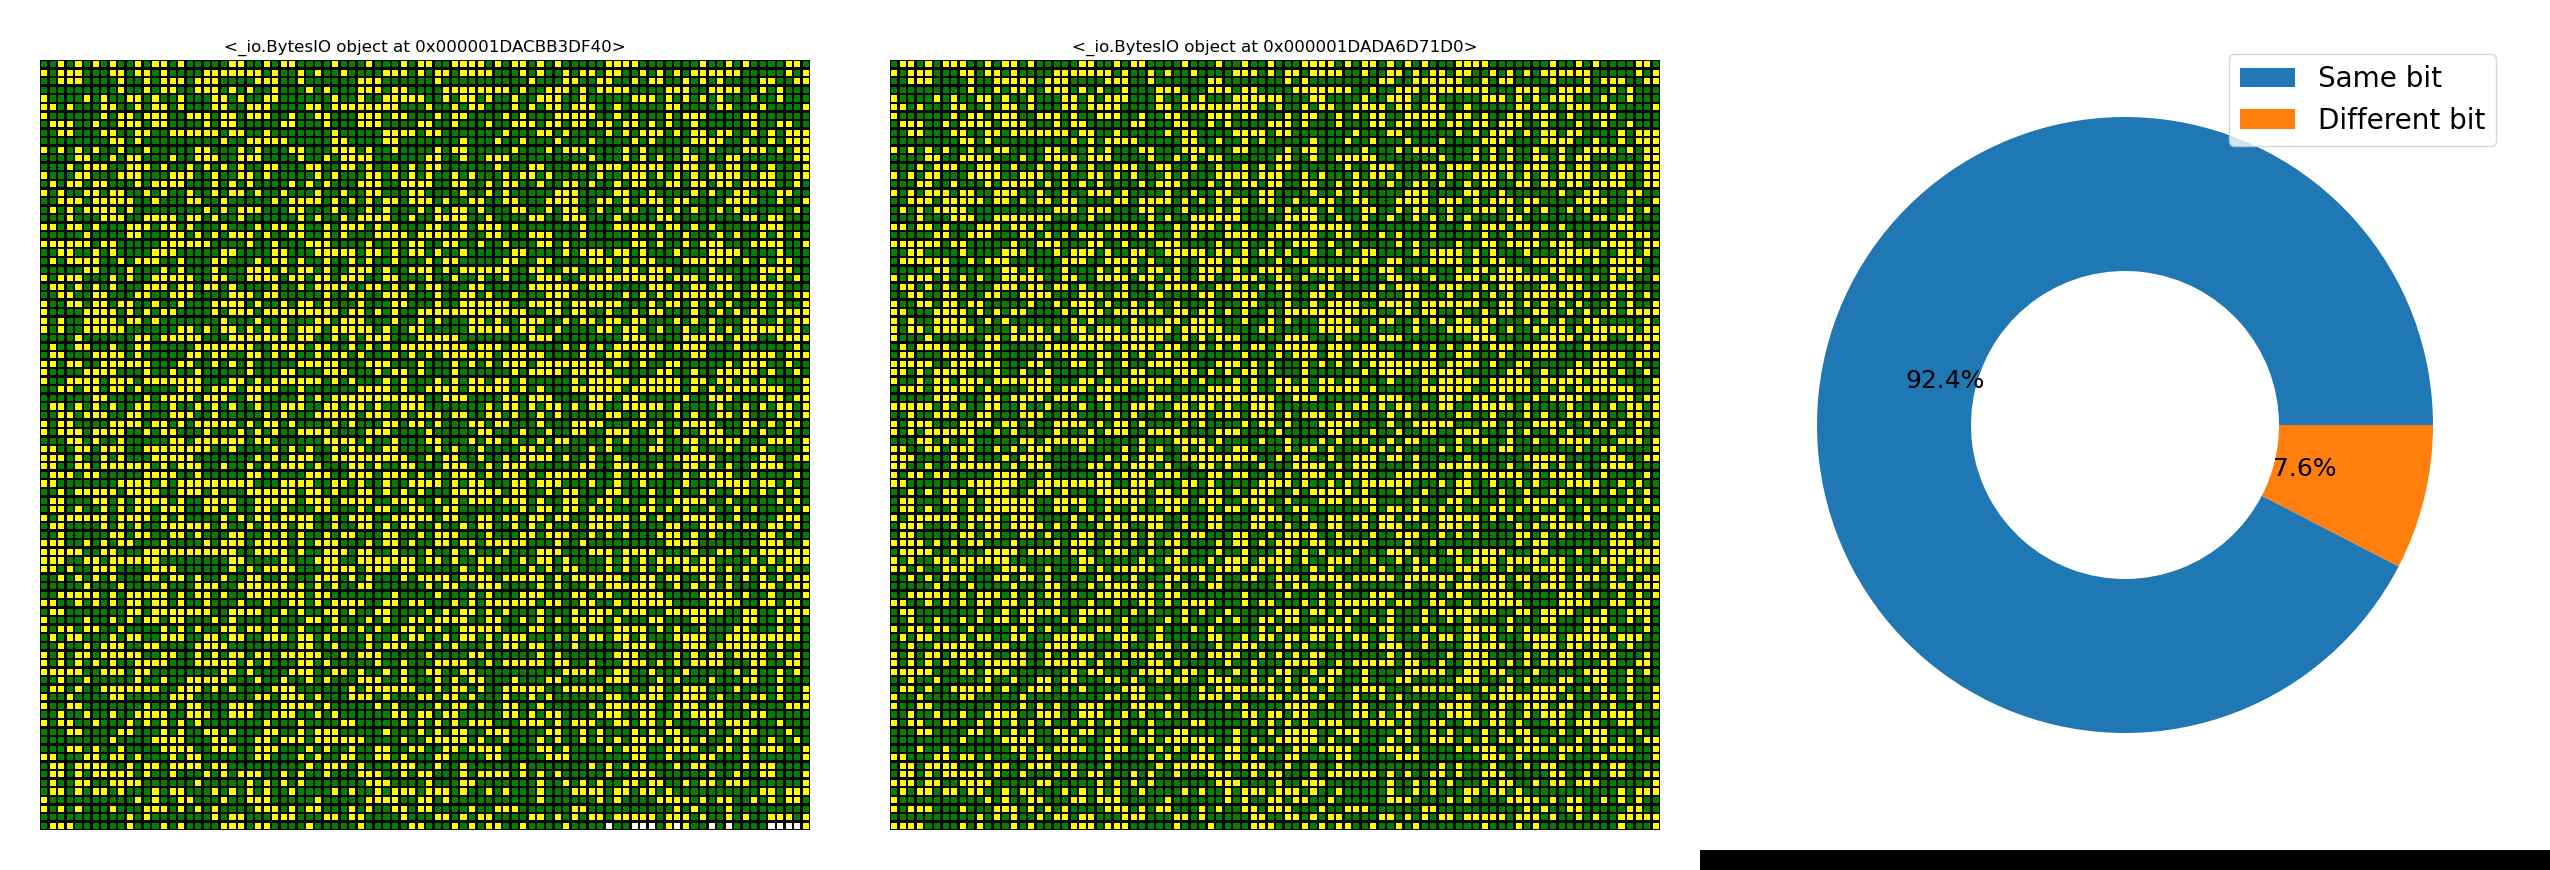 <_io.BytesIO object at 0x000001DACBB3DF40>
<_io.BytesIO object at 0x000001DADA6D71D0>
Same bit
Different bit
92.4%
7.6%